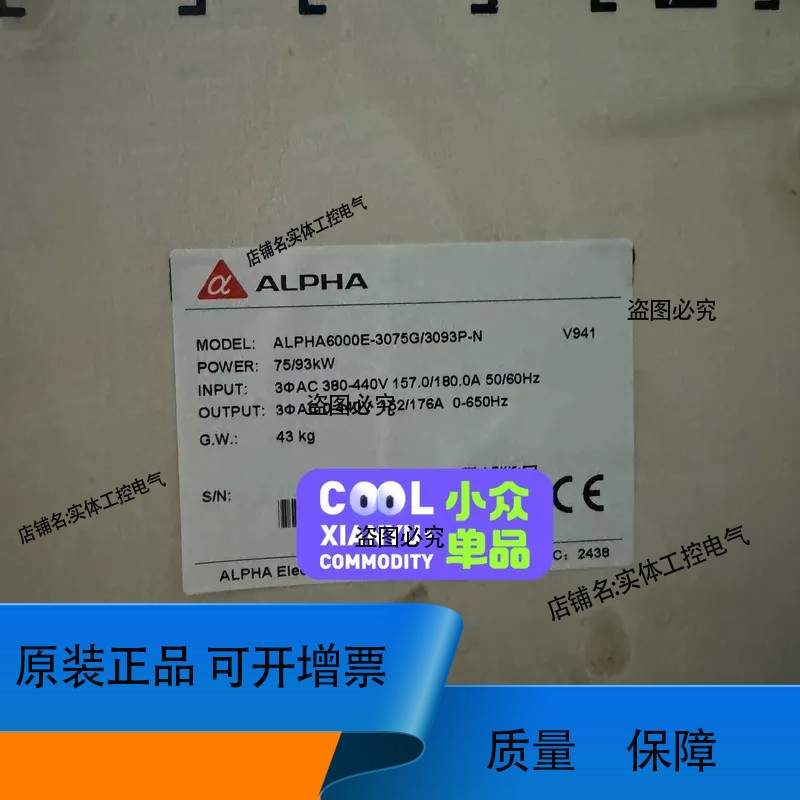 店铺名:实体工控电气
α ALPHA
盗图必究
MODEL: ALPHA6000E-3075G/3093P-N V941
POWER: 75/93kW
INPUT: 3ΦAC 380-440V 157.0/180.0A 50/60Hz
OUTPUT: 3Φ /176A 0-650Hz
盗图必究
G.W.: 43 kg
S/N:
店铺名:实体工控电气
COOL 小众
盗图必究
COMMODITY 单品
CE
ALPHA : 2438
店铺名:实体工控电气
原装正品 可开增票
质量 保障